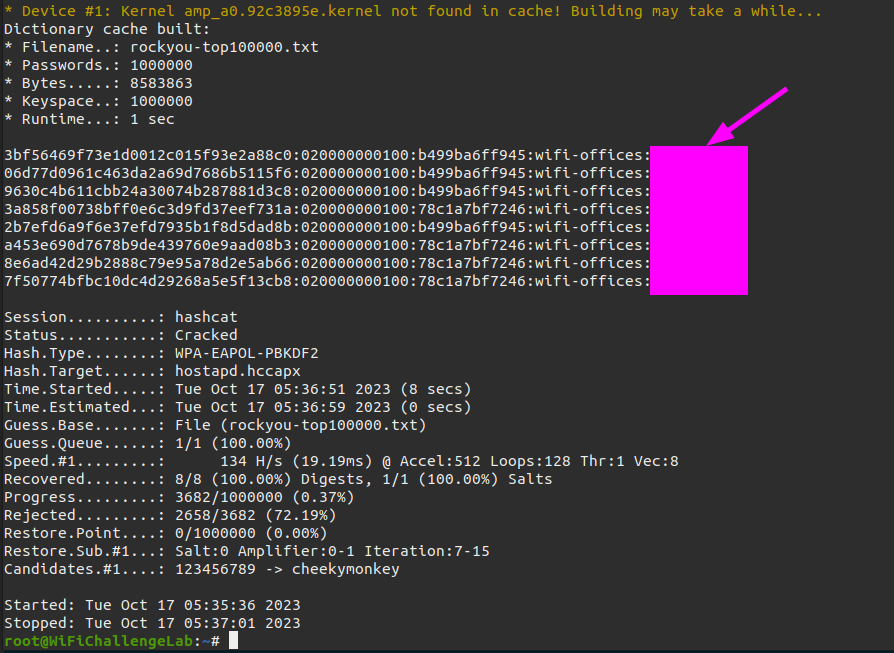 * Device #1: Kernel amp_a0.92c3895e.kernel not found in cache! Building may take a while...
Dictionary cache built:
* Filename..: rockyou-top100000.txt
* Passwords.: 1000000
* Bytes.....: 8583863
* Keyspace..: 1000000
* Runtime...: 1 sec
3bf56469f73e1d0012c015f93e2a88c0:020000000100:b499ba6ff945:wifi-offices:
06d77d0961c463da2a69d7686b5115f6:020000000100:b499ba6ff945:wifi-offices:
9630c4b611cbb24a30074b287881d3c8:020000000100:b499ba6ff945:wifi-offices:
3a858f00738bff0e6c3d9fd37eef731a:020000000100:78c1a7bf7246:wifi-offices:
2b7efd6a9f6e37efd7935b1f8d5dad8b:020000000100:b499ba6ff945:wifi-offices:
a453e690d7678b9de439760e9aad08b3:020000000100:78c1a7bf7246:wifi-offices:
8e6ad42d29b2888c79e95a78d2e5ab66:020000000100:78c1a7bf7246:wifi-offices:
7f50774bfbc10dc4d29268a5e5f13cb8:020000000100:78c1a7bf7246:wifi-offices:
Session..........: hashcat
Status...........: Cracked
Hash.Type........: WPA-EAPOL-PBKDF2
Hash.Target......: hostapd.hccapx
Time.Started.....: Tue Oct 17 05:36:51 2023 (8 secs)
Time.Estimated...: Tue Oct 17 05:36:59 2023 (0 secs)
Guess.Base.......: File (rockyou-top100000.txt)
Guess.Queue......: 1/1 (100.00%)
Speed.#1.........:      134 H/s (19.19ms) @ Accel:512 Loops:128 Thr:1 Vec:8
Recovered........: 8/8 (100.00%) Digests, 1/1 (100.00%) Salts
Progress.........: 3682/1000000 (0.37%)
Rejected.........: 2658/3682 (72.19%)
Restore.Point....: 0/1000000 (0.00%)
Restore.Sub.#1...: Salt:0 Amplifier:0-1 Iteration:7-15
Candidates.#1....: 123456789 -> cheekymonkey
Started: Tue Oct 17 05:35:36 2023
Stopped: Tue Oct 17 05:37:01 2023
root@WiFiChallengeLab:~#